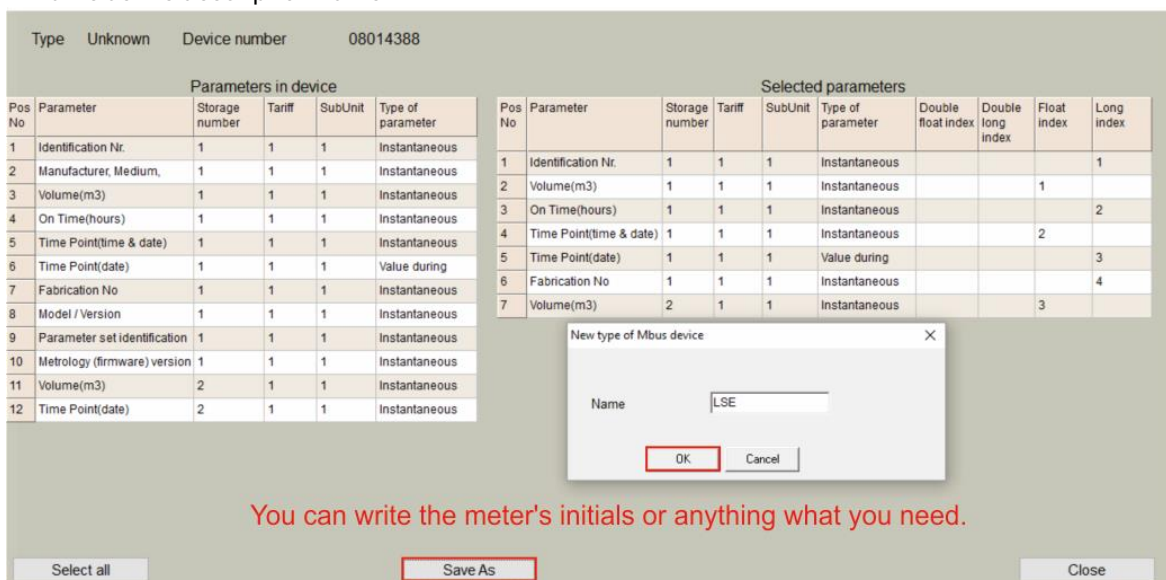 Type Unknown Device number 08014388
Parameters in device
Pos No Parameter Storage number Tariff SubUnit Type of parameter
1 Identification Nr. 1 1 1 Instantaneous
2 Manufacturer, Medium, 1 1 1 Instantaneous
3 Volume(m3) 1 1 1 Instantaneous
4 On Time(hours) 1 1 1 Instantaneous
5 Time Point(time & date) 1 1 1 Instantaneous
6 Time Point(date) 1 1 1 Value during
7 Fabrication No 1 1 1 Instantaneous
8 Model / Version 1 1 1 Instantaneous
9 Parameter set identification 1 1 1 Instantaneous
10 Metrology (firmware) version 1 1 1 Instantaneous
11 Volume(m3) 2 1 1 Instantaneous
12 Time Point(date) 2 1 1 Instantaneous
Selected parameters
Pos No Parameter Storage number Tariff SubUnit Type of parameter Double float index Double long index Float index Long index
1 Identification Nr. 1 1 1 Instantaneous 1
2 Volume(m3) 1 1 1 Instantaneous 1
3 On Time(hours) 1 1 1 Instantaneous 2
4 Time Point(time & date) 1 1 1 Instantaneous 2
5 Time Point(date) 1 1 1 Value during 3
6 Fabrication No 1 1 1 Instantaneous 4
7 Volume(m3) 2 1 1 Instantaneous 3
New type of Mbus device
Name LSE
OK Cancel
You can write the meter's initials or anything what you need.
Select all Save As Close